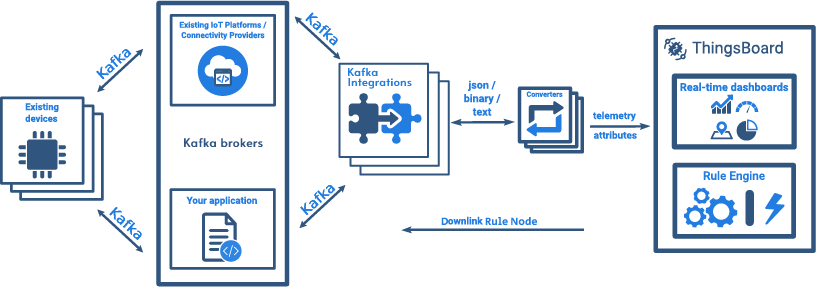 Existing
devices
Kafka
Kafka
Existing IoT Platforms /
Connectivity Providers
Kafka brokers
Your application
Kafka
Kafka
Kafka
Integrations
json /
binary /
text
Converters
telemetry
attributes
Downlink Rule Node
ThingsBoard
Real-time dashboards
Rule Engine